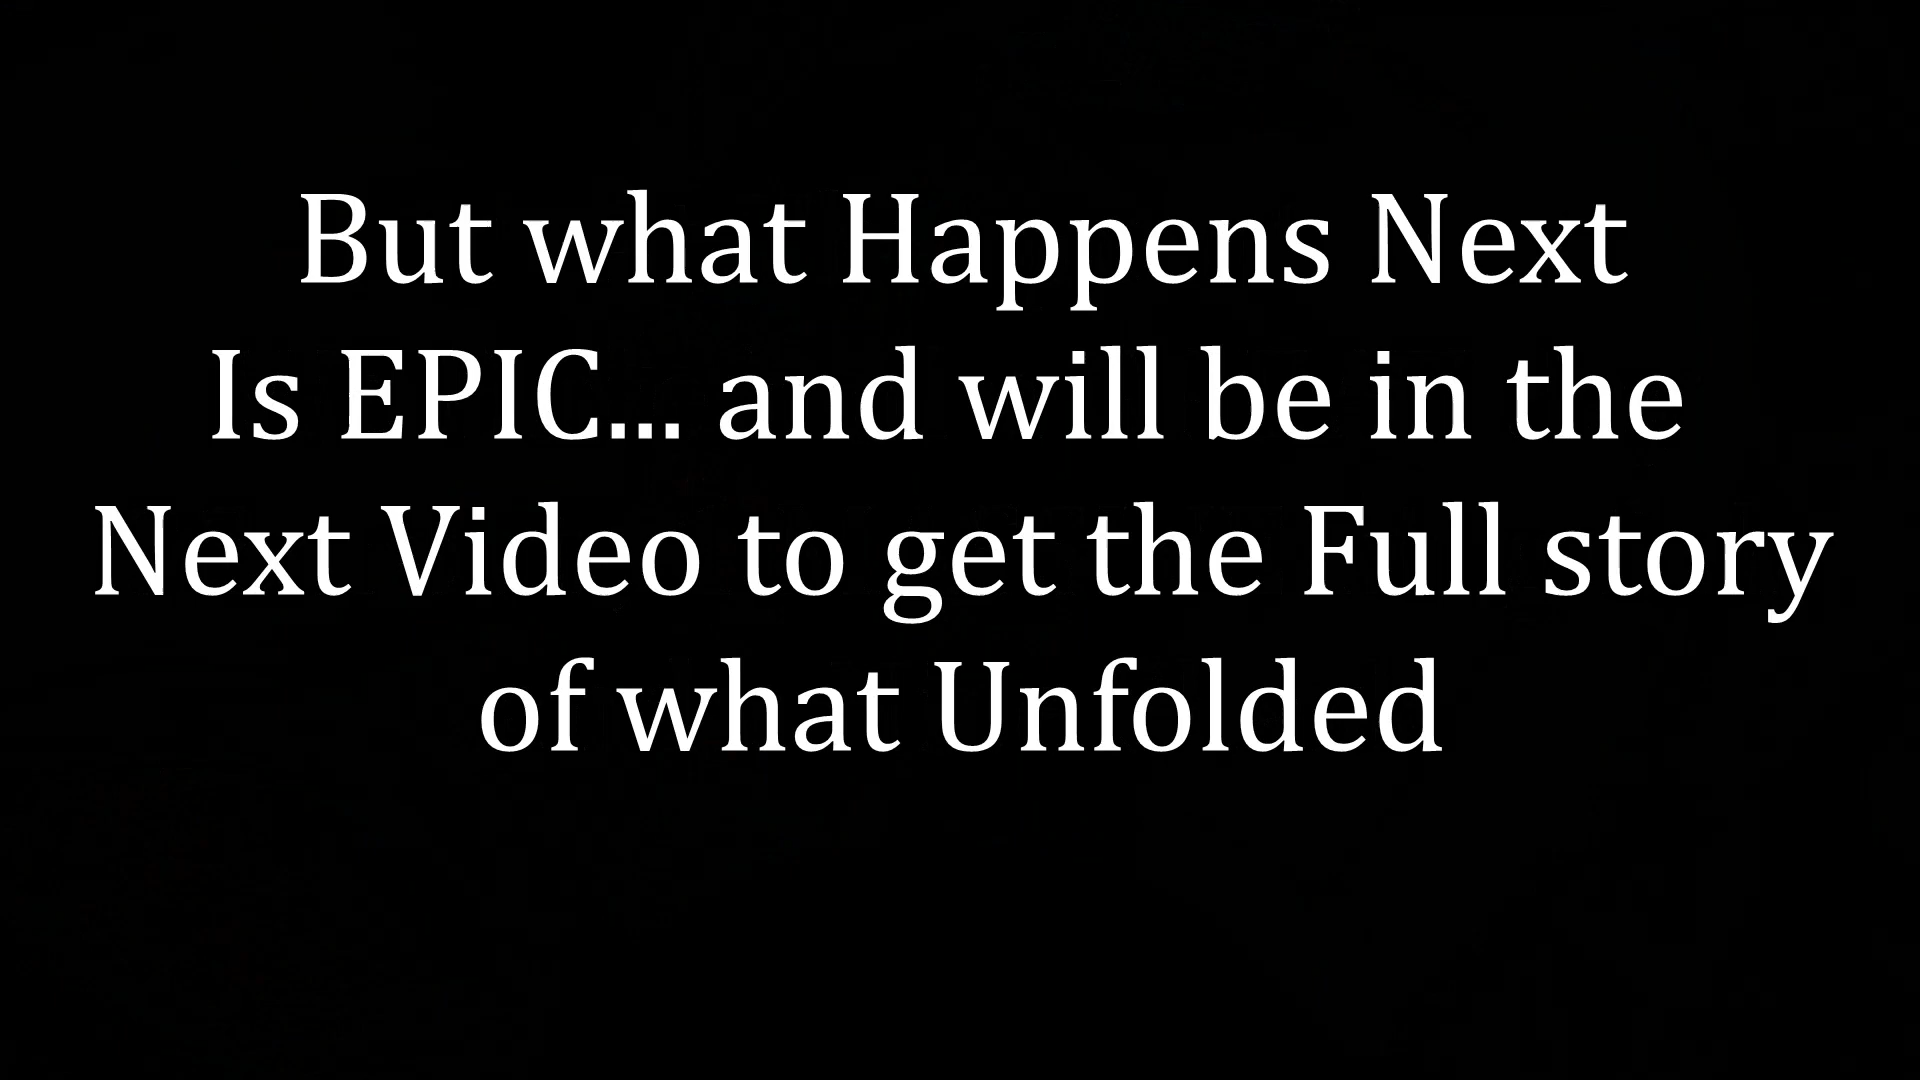 But what Happens Next
Is EPIC... and will be in the
Next Video to get the Full story
of what Unfolded